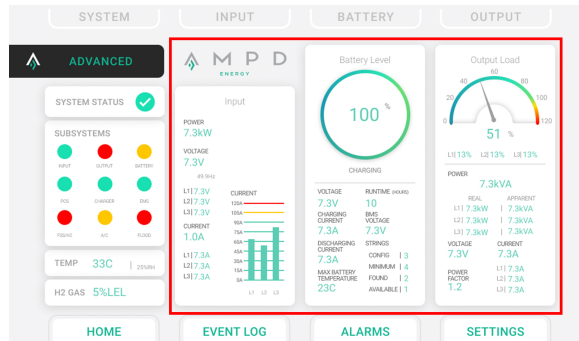 SYSTEM
INPUT
BATTERY
OUTPUT
ADVANCED
SYSTEM STATUS
SUBSYSTEMS
INPUT OUTPUT BATTERY
PCS CHARGER EMS
FSS/AE A/C FLOOD
TEMP 33C | 25%RH
H2 GAS 5%LEL
AMPD
ENERGY
Input
POWER
7.3kW
VOLTAGE
7.3V
49.9Hz
L1| 7.3V
L2| 7.3V
L3| 7.3V
CURRENT
1.0A
L1| 7.3A
L2| 7.3A
L3| 7.3A
CURRENT
120A
105A
90A
75A
60A
45A
30A
15A
0A
L1 L2 L3
Battery Level
100 %
CHARGING
VOLTAGE
7.3V
RUNTIME (HOURS)
10
CHARGING
CURRENT
7.3A
BMS
VOLTAGE
7.3V
DISCHARGING
CURRENT
7.3A
MAX BATTERY
TEMPERATURE
23C
STRINGS
CONFIG | 3
MINIMUM | 4
FOUND | 2
AVAILABLE | 1
Output Load
0 20 40 60 80 100 120
51 %
L1| 13% L2| 13% L3| 13%
POWER
7.3kVA
REAL APPARENT
L1 | 7.3kW | 7.3kVA
L2 | 7.3kW | 7.3kVA
L3 | 7.3kW | 7.3kVA
VOLTAGE
7.3V
CURRENT
7.3A
POWER
FACTOR
1.2
L1| 7.3A
L2| 7.3A
L3| 7.3A
HOME
EVENT LOG
ALARMS
SETTINGS